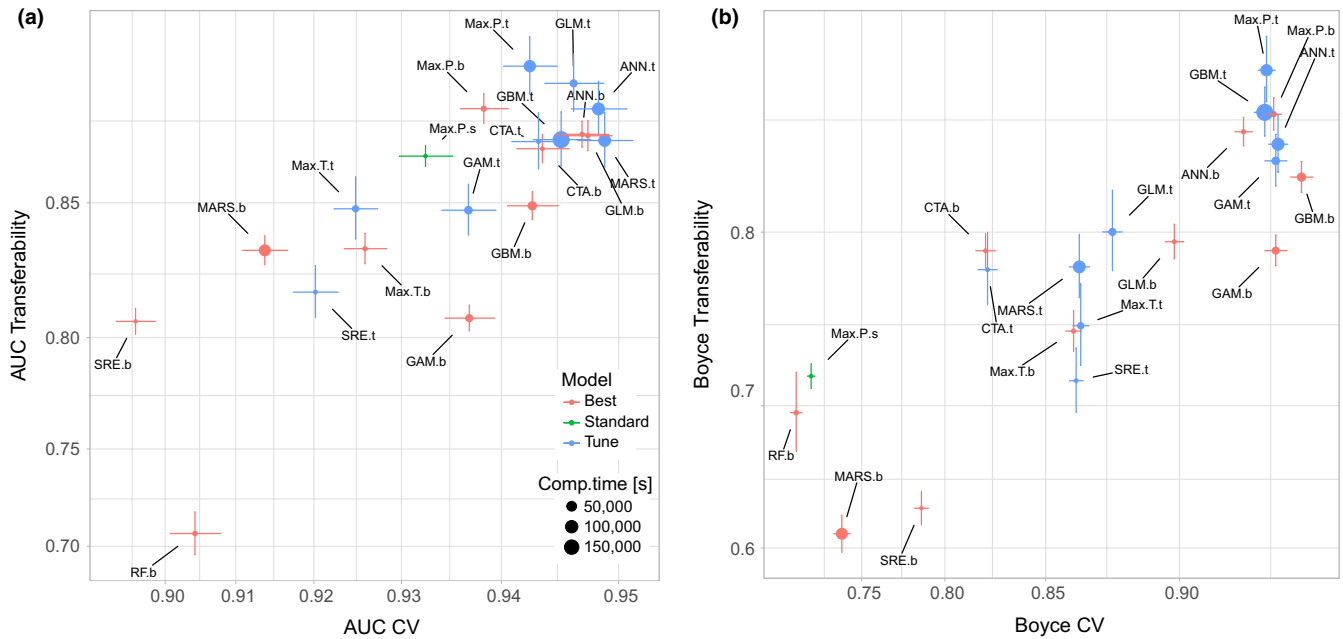 (a)
AUC Transferability
0.85
0.80
0.75
0.70
Max.P.t
GLM.t
Max.P.b
ANN.t
GBM.t
ANN.b
Max.P.s
CTA.t
Max.T.t
GAM.t
CTA.b
MARS.t
MARS.b
GLM.b
GBM.b
Max.T.b
SRE.t
SRE.b
GAM.b
RF.b
Model
Best
Standard
Tune
Comp.time [s]
50,000
100,000
150,000
0.90
0.91
0.92
0.93
0.94
0.95
AUC CV
(b)
Boyce Transferability
0.8
0.7
0.6
Max.P.t
Max.P.b
ANN.t
GBM.t
ANN.b
GLM.t
GAM.t
CTA.b
GBM.b
GLM.b
GAM.b
MARS.t
Max.T.t
CTA.t
Max.P.s
Max.T.b
SRE.t
RF.b
MARS.b
SRE.b
0.75
0.80
0.85
0.90
Boyce CV